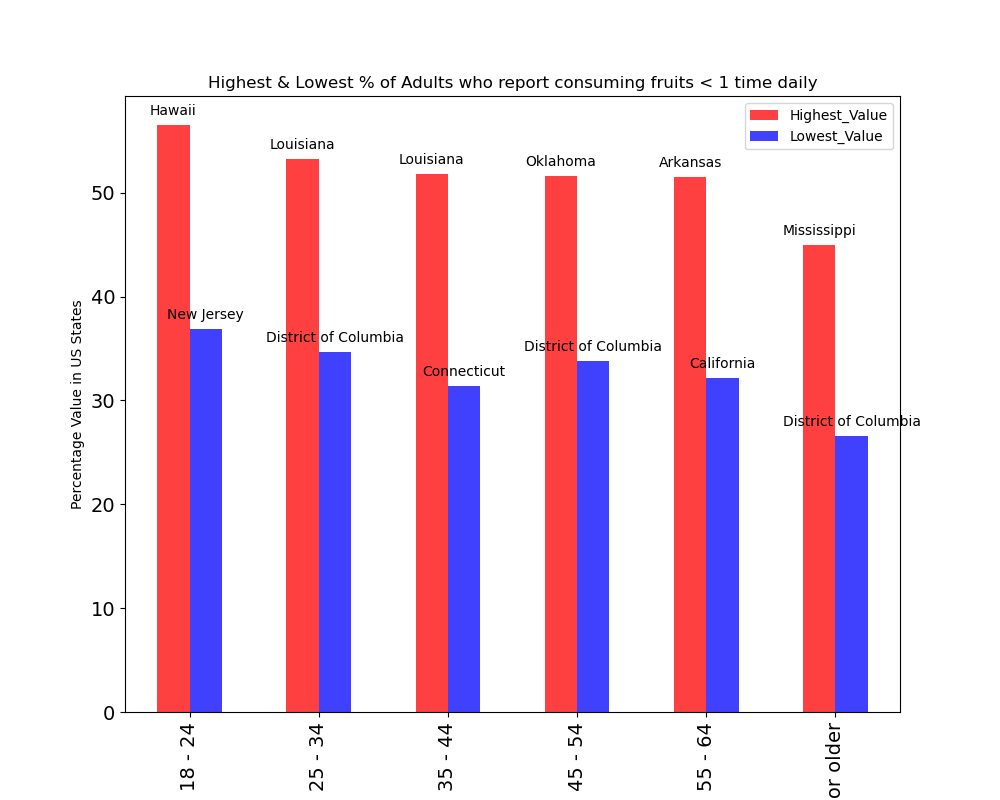 Highest & Lowest % of Adults who report consuming fruits < 1 time daily
Highest_Value
Lowest_Value
Hawaii
Louisiana
Louisiana
Oklahoma
Arkansas
Mississippi
New Jersey
District of Columbia
Connecticut
District of Columbia
California
District of Columbia
Percentage Value in US States
50
40
30
20
10
0
18 - 24
25 - 34
35 - 44
45 - 54
55 - 64
or older